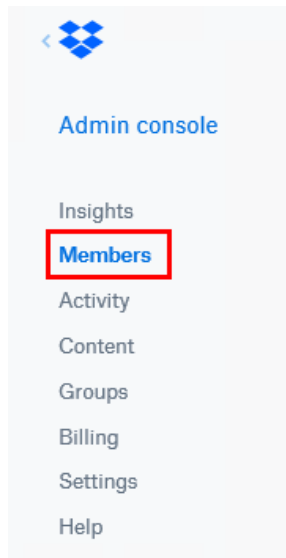 Admin console
Insights
Members
Activity
Content
Groups
Billing
Settings
Help